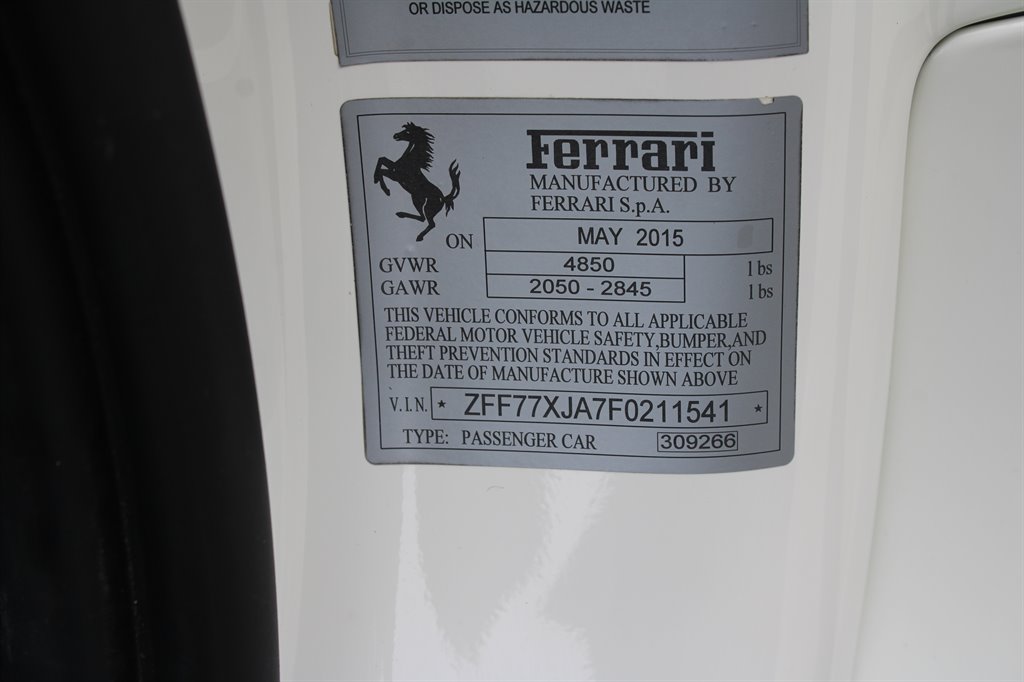 OR DISPOSE AS HAZARDOUS WASTE
Ferrari
MANUFACTURED BY
FERRARI S.p.A.
ON MAY 2015
GVWR 4850 lbs
GAWR 2050 - 2845 lbs
THIS VEHICLE CONFORMS TO ALL APPLICABLE
FEDERAL MOTOR VEHICLE SAFETY,BUMPER,AND
THEFT PREVENTION STANDARDS IN EFFECT ON
THE DATE OF MANUFACTURE SHOWN ABOVE
V.I.N. * ZFF77XJA7F0211541 *
TYPE: PASSENGER CAR 309266